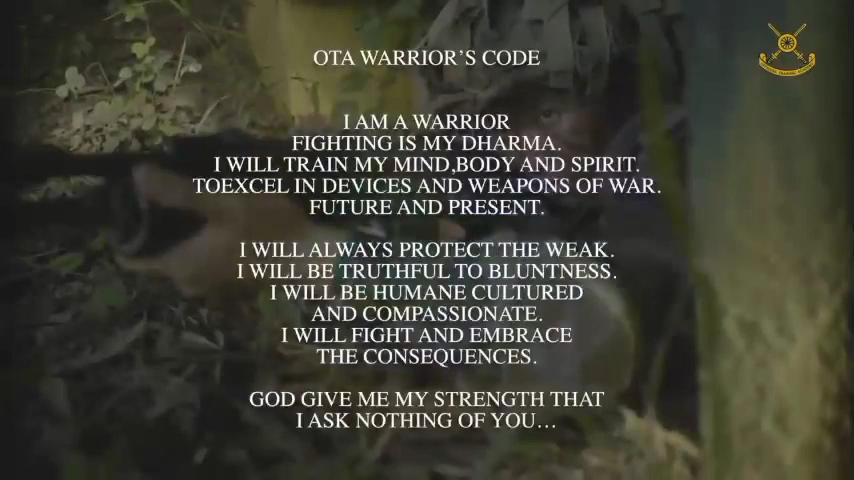 OTA WARRIOR'S CODE
I AM A WARRIOR
FIGHTING IS MY DHARMA.
I WILL TRAIN MY MIND,BODY AND SPIRIT.
TOEXCEL IN DEVICES AND WEAPONS OF WAR.
FUTURE AND PRESENT.
I WILL ALWAYS PROTECT THE WEAK.
I WILL BE TRUTHFUL TO BLUNTNESS.
I WILL BE HUMANE CULTURED
AND COMPASSIONATE.
I WILL FIGHT AND EMBRACE
THE CONSEQUENCES.
GOD GIVE ME MY STRENGTH THAT
I ASK NOTHING OF YOU...